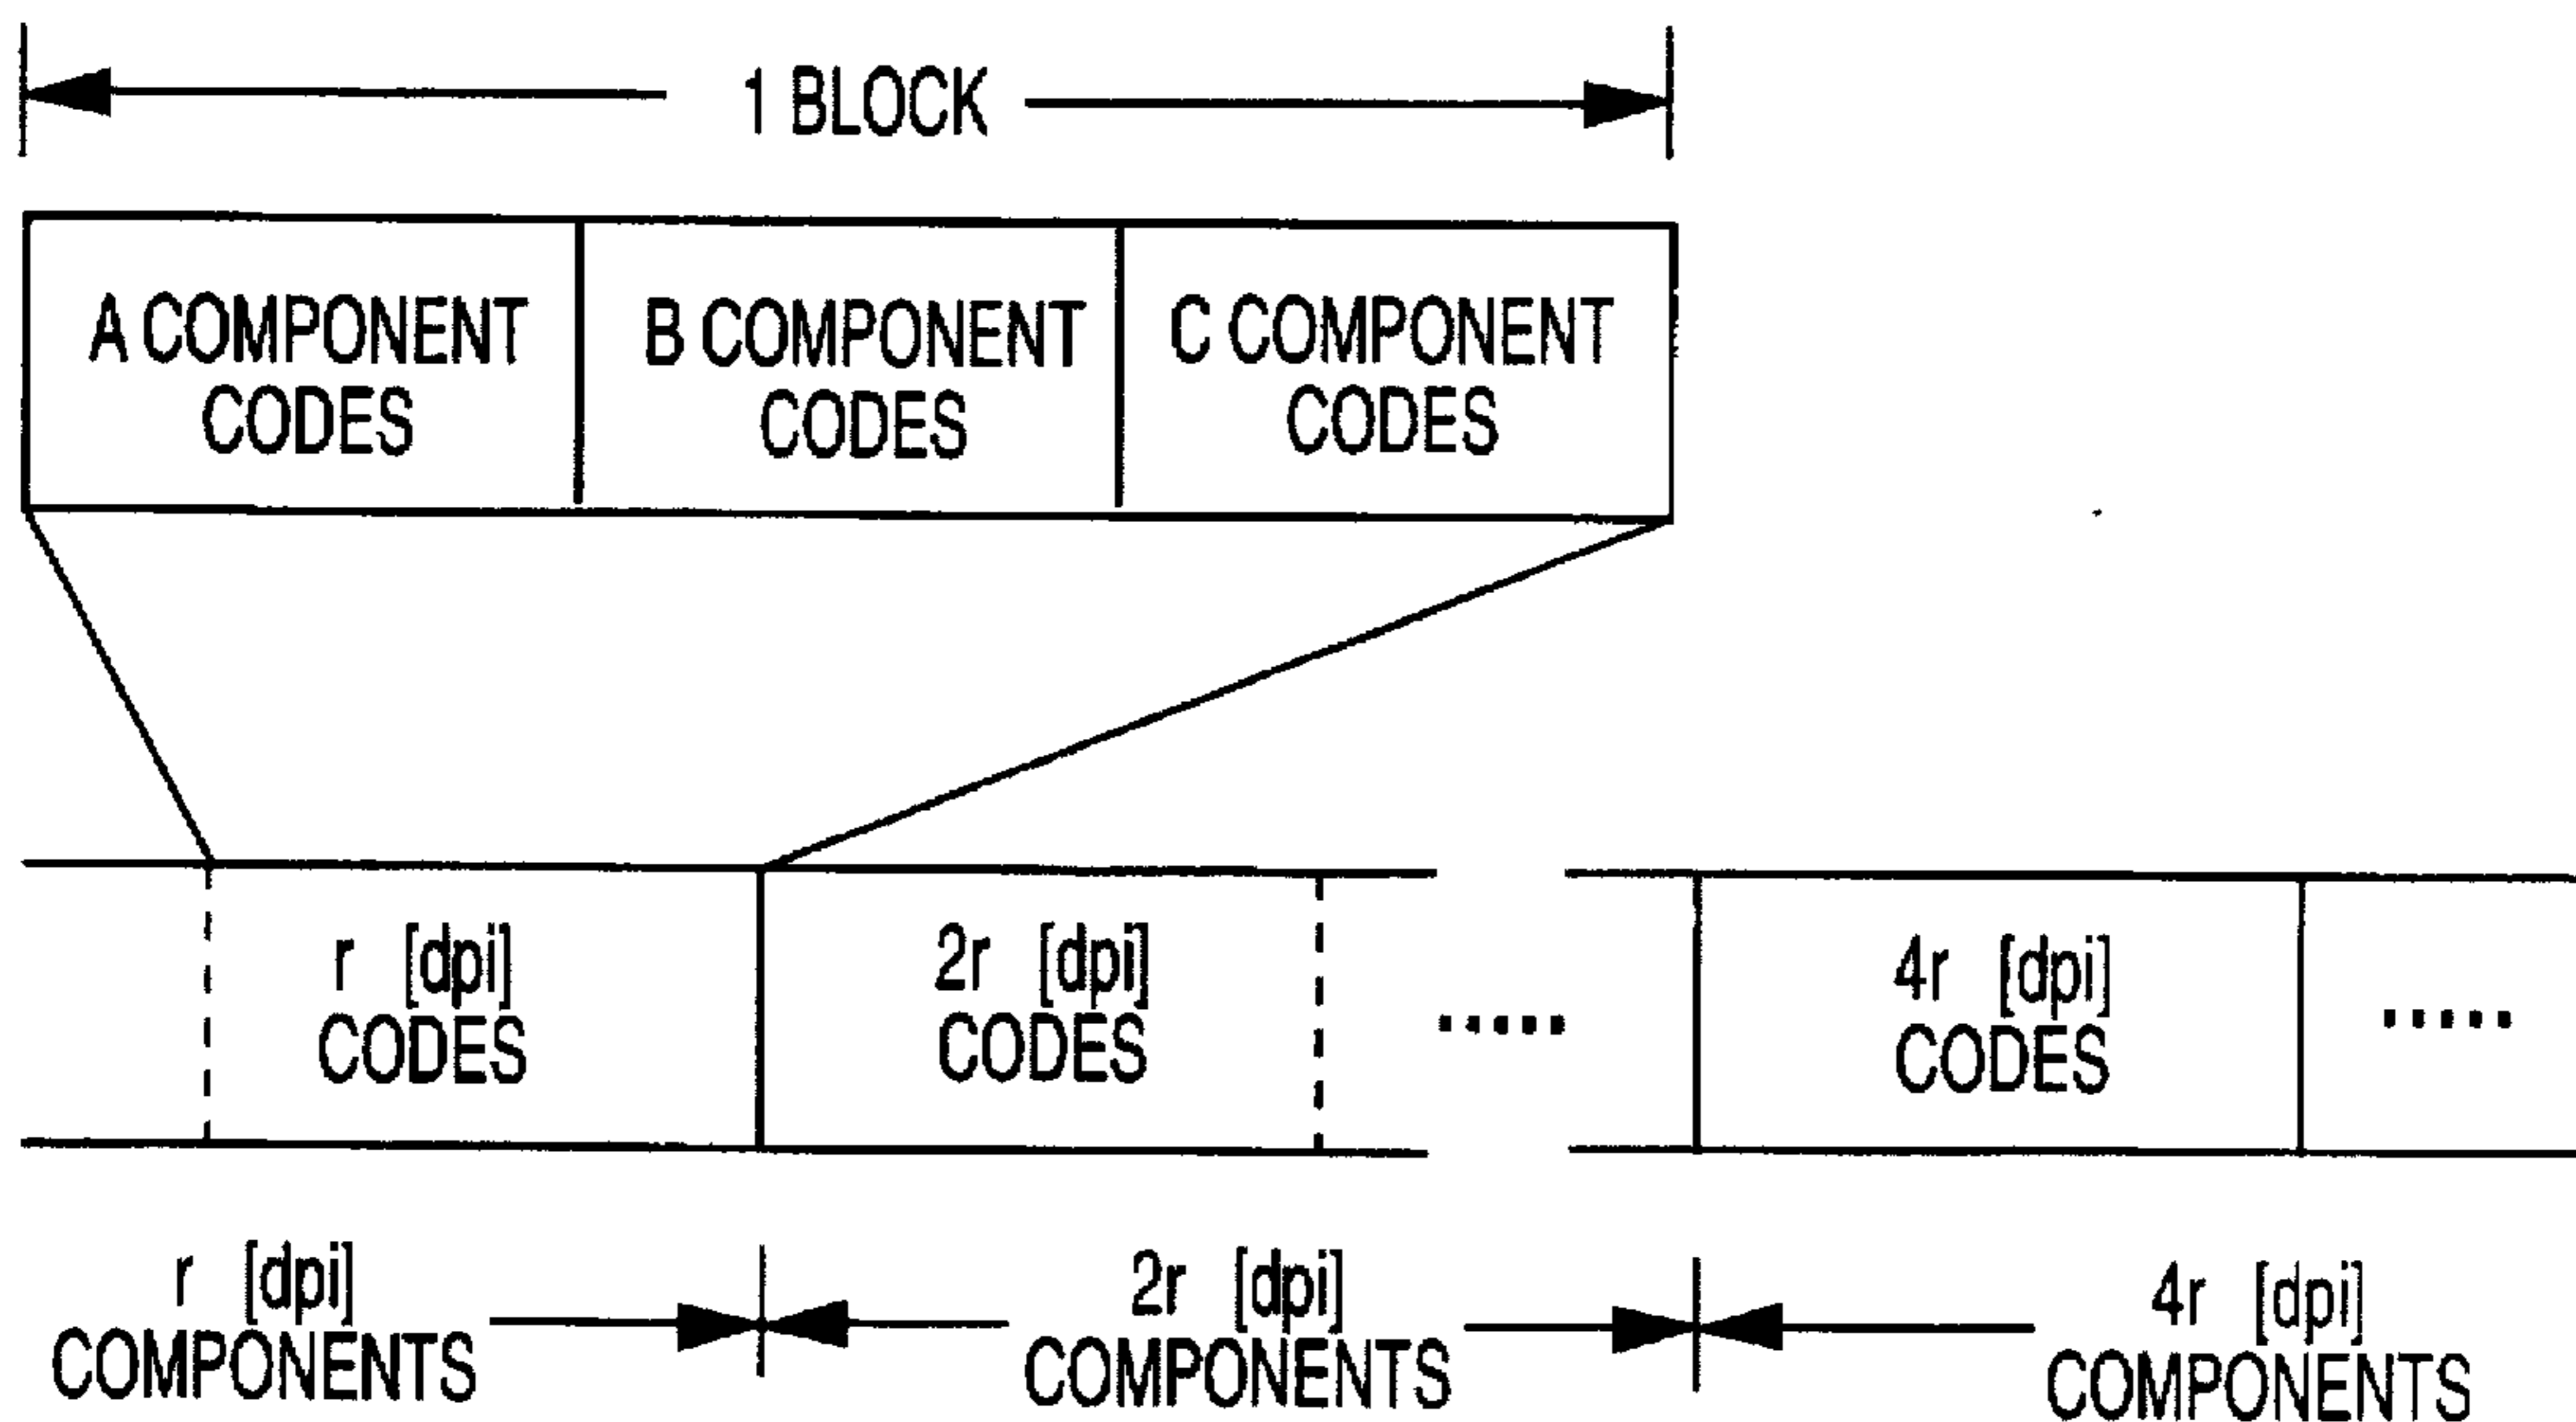 1 BLOCK
A COMPONENT
CODES
B COMPONENT
CODES
C COMPONENT
CODES
r [dpi]
CODES
2r [dpi]
CODES
.....
4r [dpi]
CODES
.....
r [dpi]
COMPONENTS
2r [dpi]
COMPONENTS
4r [dpi]
COMPONENTS